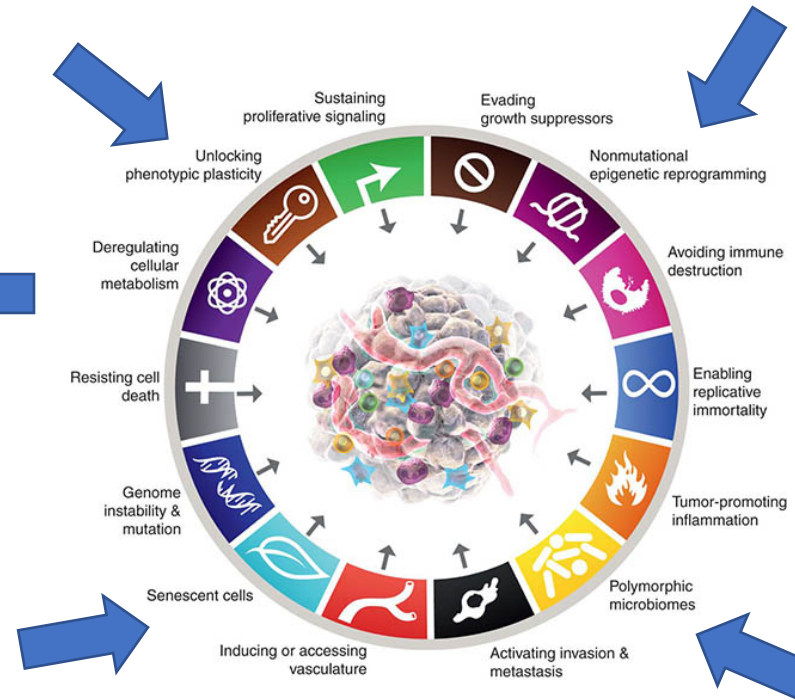 Sustaining
proliferative signaling
Evading
growth suppressors
Unlocking
phenotypic plasticity
Nonmutational
epigenetic reprogramming
Deregulating
cellular
metabolism
Avoiding immune
destruction
Resisting cell
death
Enabling
replicative
immortality
Genome
instability &
mutation
Tumor-promoting
inflammation
Senescent cells
Polymorphic
microbiomes
Inducing or accessing
vasculature
Activating invasion &
metastasis